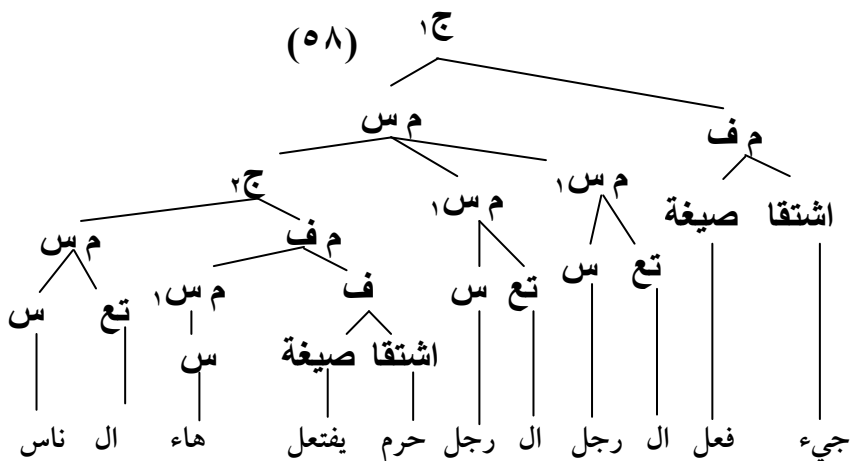 ج١ (٥٨)
م ف م س
م س١ م س١ ج٢
اشتقا صيغة
تع س تع س م ف م س
ف م س١ تع س
اشتقا صيغة س
جيء فعل ال رجل ال رجل حرم يفتعل هاء ال ناس